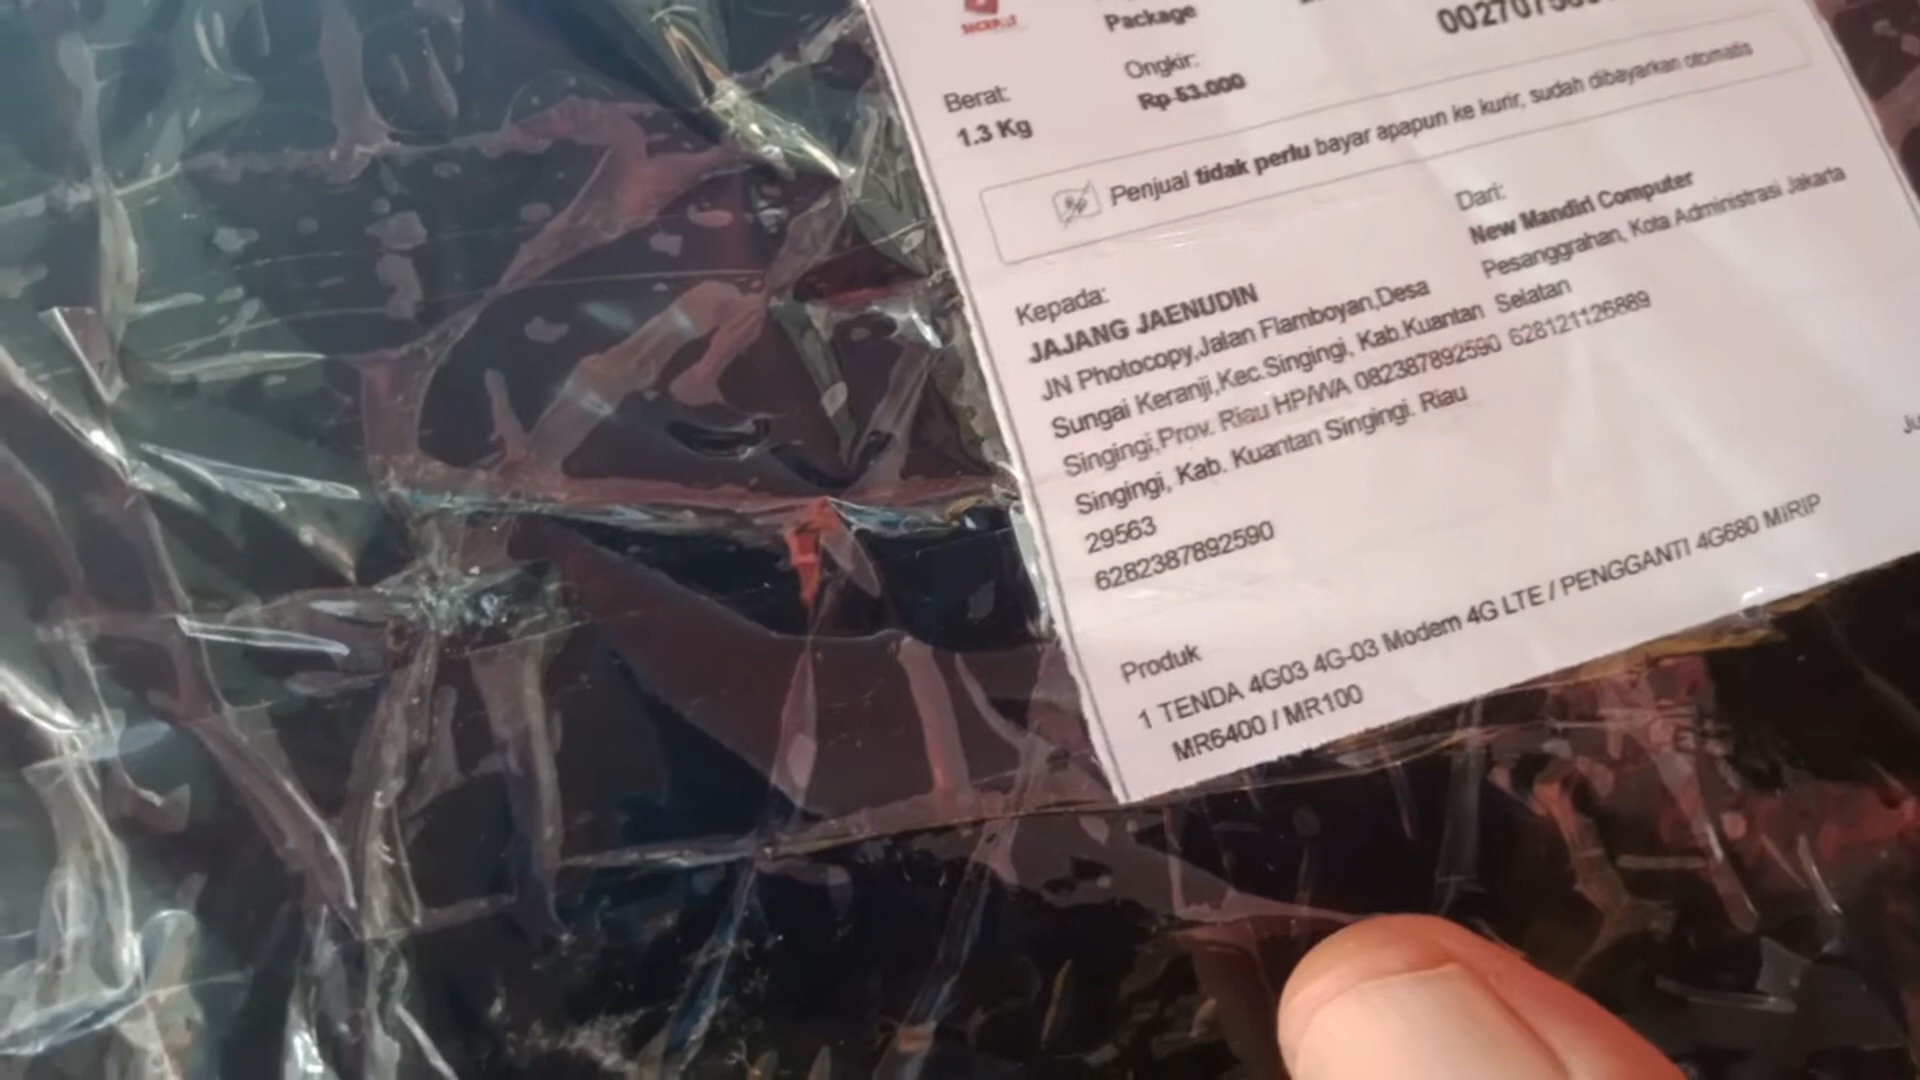 Package
Berat:
1.3 Kg
Ongkir:
Rp 53.000
Penjual tidak perlu bayar apapun ke kurir, sudah dibayarkan otomatis
Kepada:
JAJANG JAENUDIN
JN Photocopy,Jalan Flamboyan,Desa
Sungai Keranji,Kec.Singingi, Kab.Kuantan
Singingi,Prov. Riau HP/WA 082387892590
Singingi, Kab. Kuantan Singingi. Riau
29563
6282387892590
Dari:
New Mandiri Computer
Pesanggrahan, Kota Administrasi Jakarta
Selatan
628121126889
Produk
1 TENDA 4G03 4G-03 Modem 4G LTE / PENGGANTI 4G680 MIRIP
MR6400 / MR100